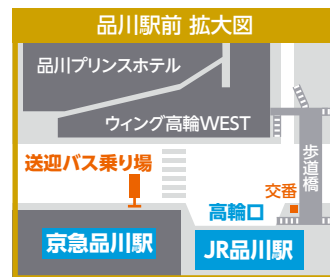 品川駅前 拡大図
品川プリンスホテル
ウィング高輪WEST
歩道橋
送迎バス乗り場
交番
高輪口
京急品川駅
JR品川駅